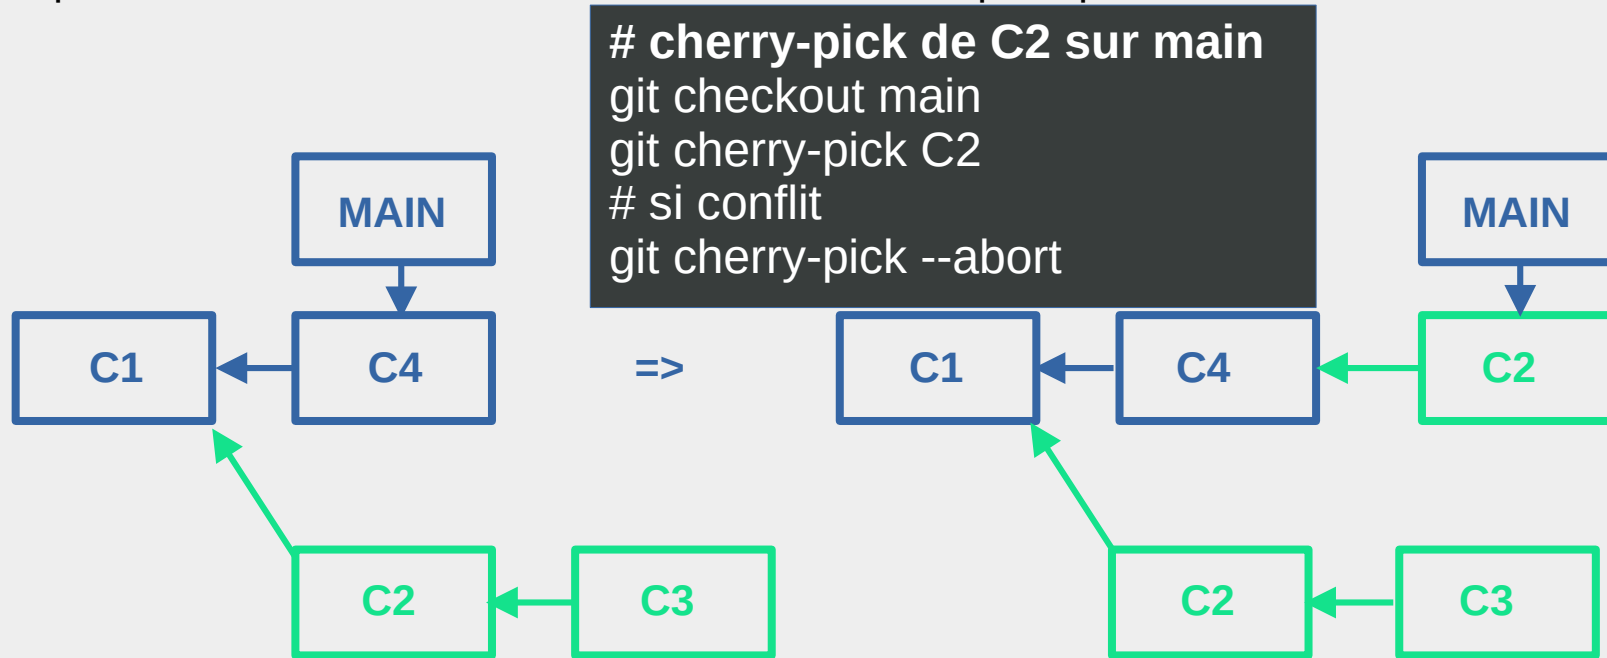 # cherry-pick de C2 sur main
git checkout main
git cherry-pick C2
# si conflit
git cherry-pick --abort
MAIN
MAIN
C1
C4
=>
C1
C4
C2
C2
C3
C2
C3